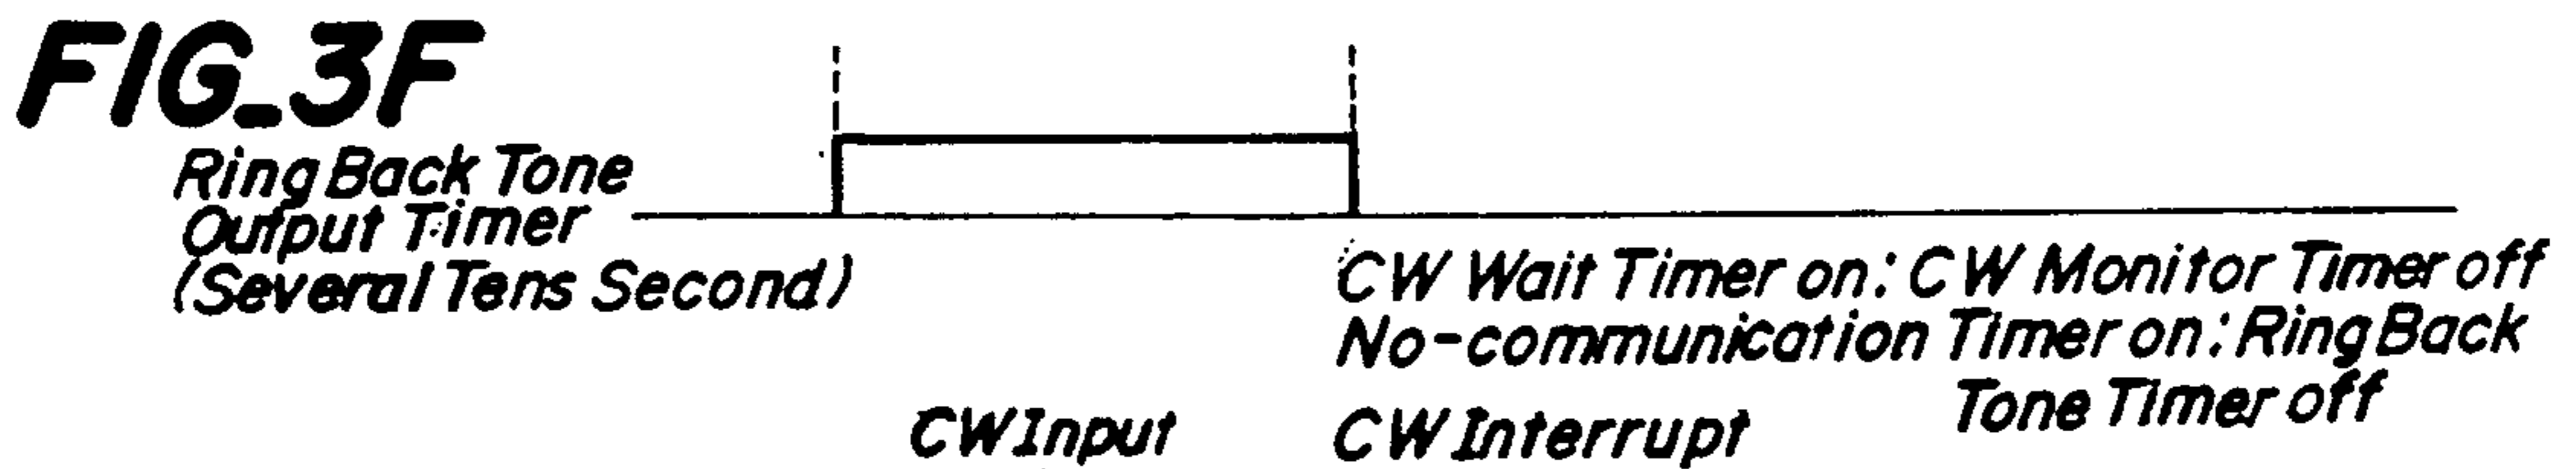 FIG_3F
Ring Back Tone
Output Timer
(Several Tens Second)
CW Wait Timer on: CW Monitor Timer off
No-communication Timer on: Ring Back
Tone Timer off
CW Input
CW Interrupt